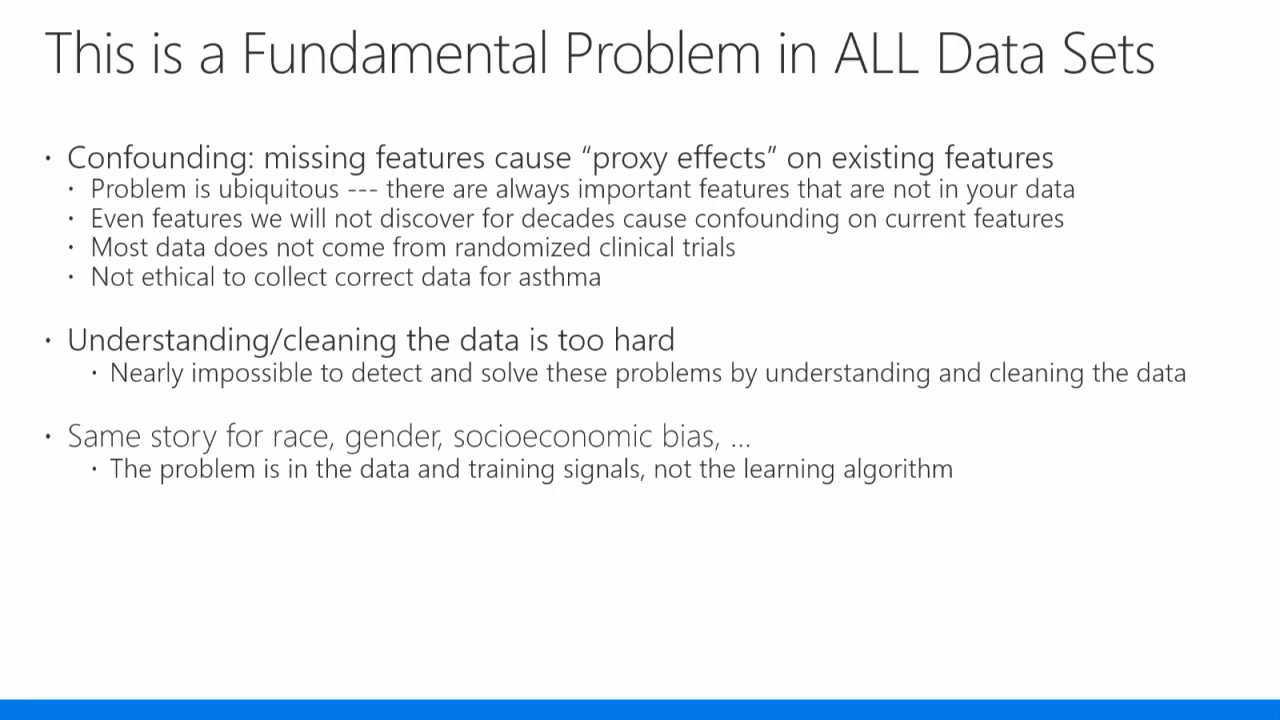 This is a Fundamental Problem in ALL Data Sets
· Confounding: missing features cause “proxy effects” on existing features
· Problem is ubiquitous --- there are always important features that are not in your data
· Even features we will not discover for decades cause confounding on current features
· Most data does not come from randomized clinical trials
· Not ethical to collect correct data for asthma
· Understanding/cleaning the data is too hard
· Nearly impossible to detect and solve these problems by understanding and cleaning the data
· Same story for race, gender, socioeconomic bias, ...
· The problem is in the data and training signals, not the learning algorithm